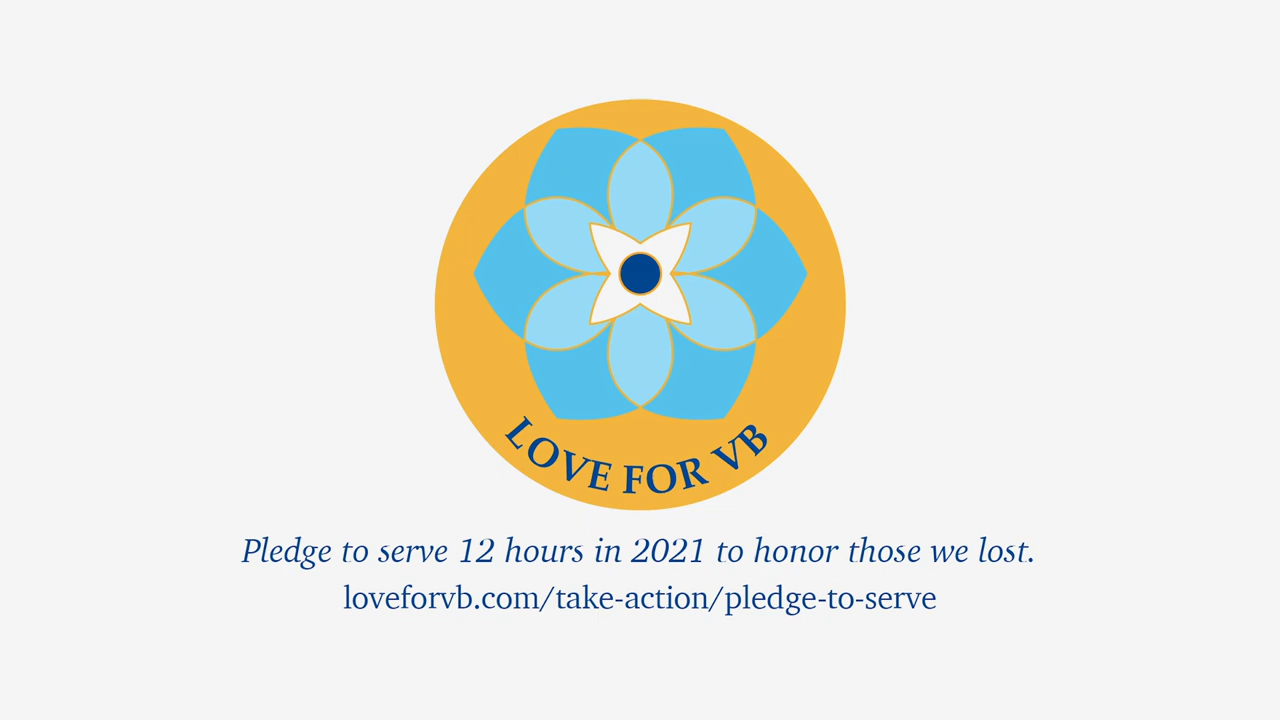 LOVE FOR VB
Pledge to serve 12 hours in 2021 to honor those we lost.
loveforvb.com/take-action/pledge-to-serve